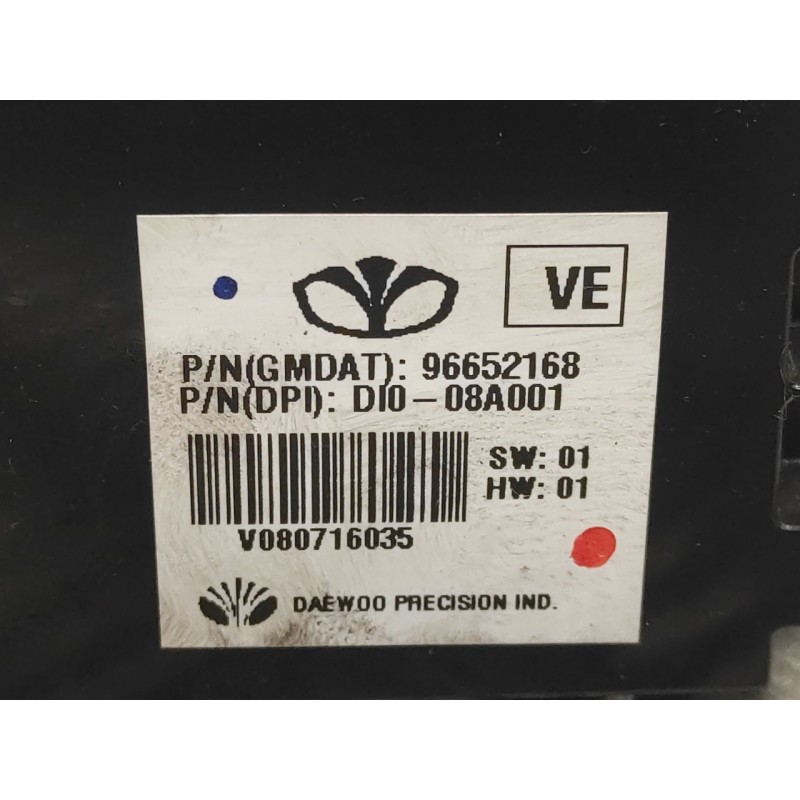 VE
P/N(GMDAT): 96652168
P/N(DPI): DI0-08A001
SW: 01
HW: 01
V080716035
DAEWOO PRECISION IND.